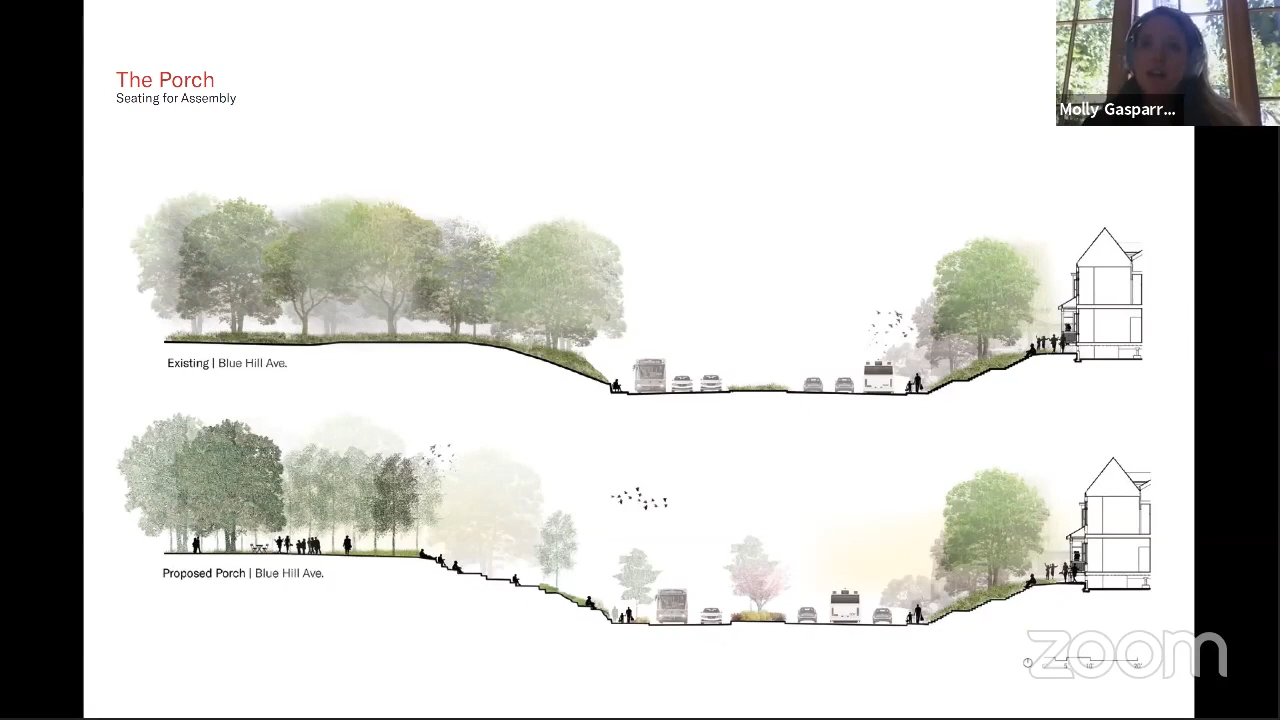 The Porch
Seating for Assembly
Molly Gasparr...
Existing | Blue Hill Ave.
Proposed Porch | Blue Hill Ave.
zoom